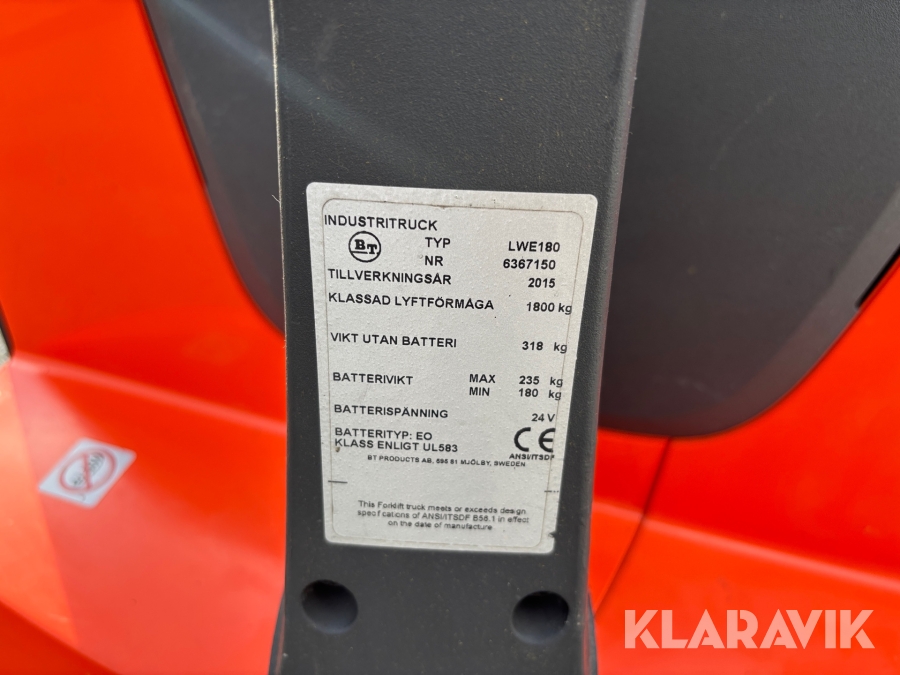 INDUSTRITRUCK
BT
TYP LWE180
NR 6367150
TILLVERKNINGSÅR 2015
KLASSAD LYFTFÖRMÅGA 1800 kg
VIKT UTAN BATTERI 318 kg
BATTERIVIKT MAX 235 kg
MIN 180 kg
BATTERISPÄNNING 24 V
BATTERITYP: EO
KLASS ENLIGT UL583
CE
ANSI/ITSDF
BT PRODUCTS AB, 595 81 MJÖLBY, SWEDEN
This Forklift truck meets or exceeds design
specifications of ANSI/ITSDF B56.1 in effect
on the date of manufacture
KLARAVIK